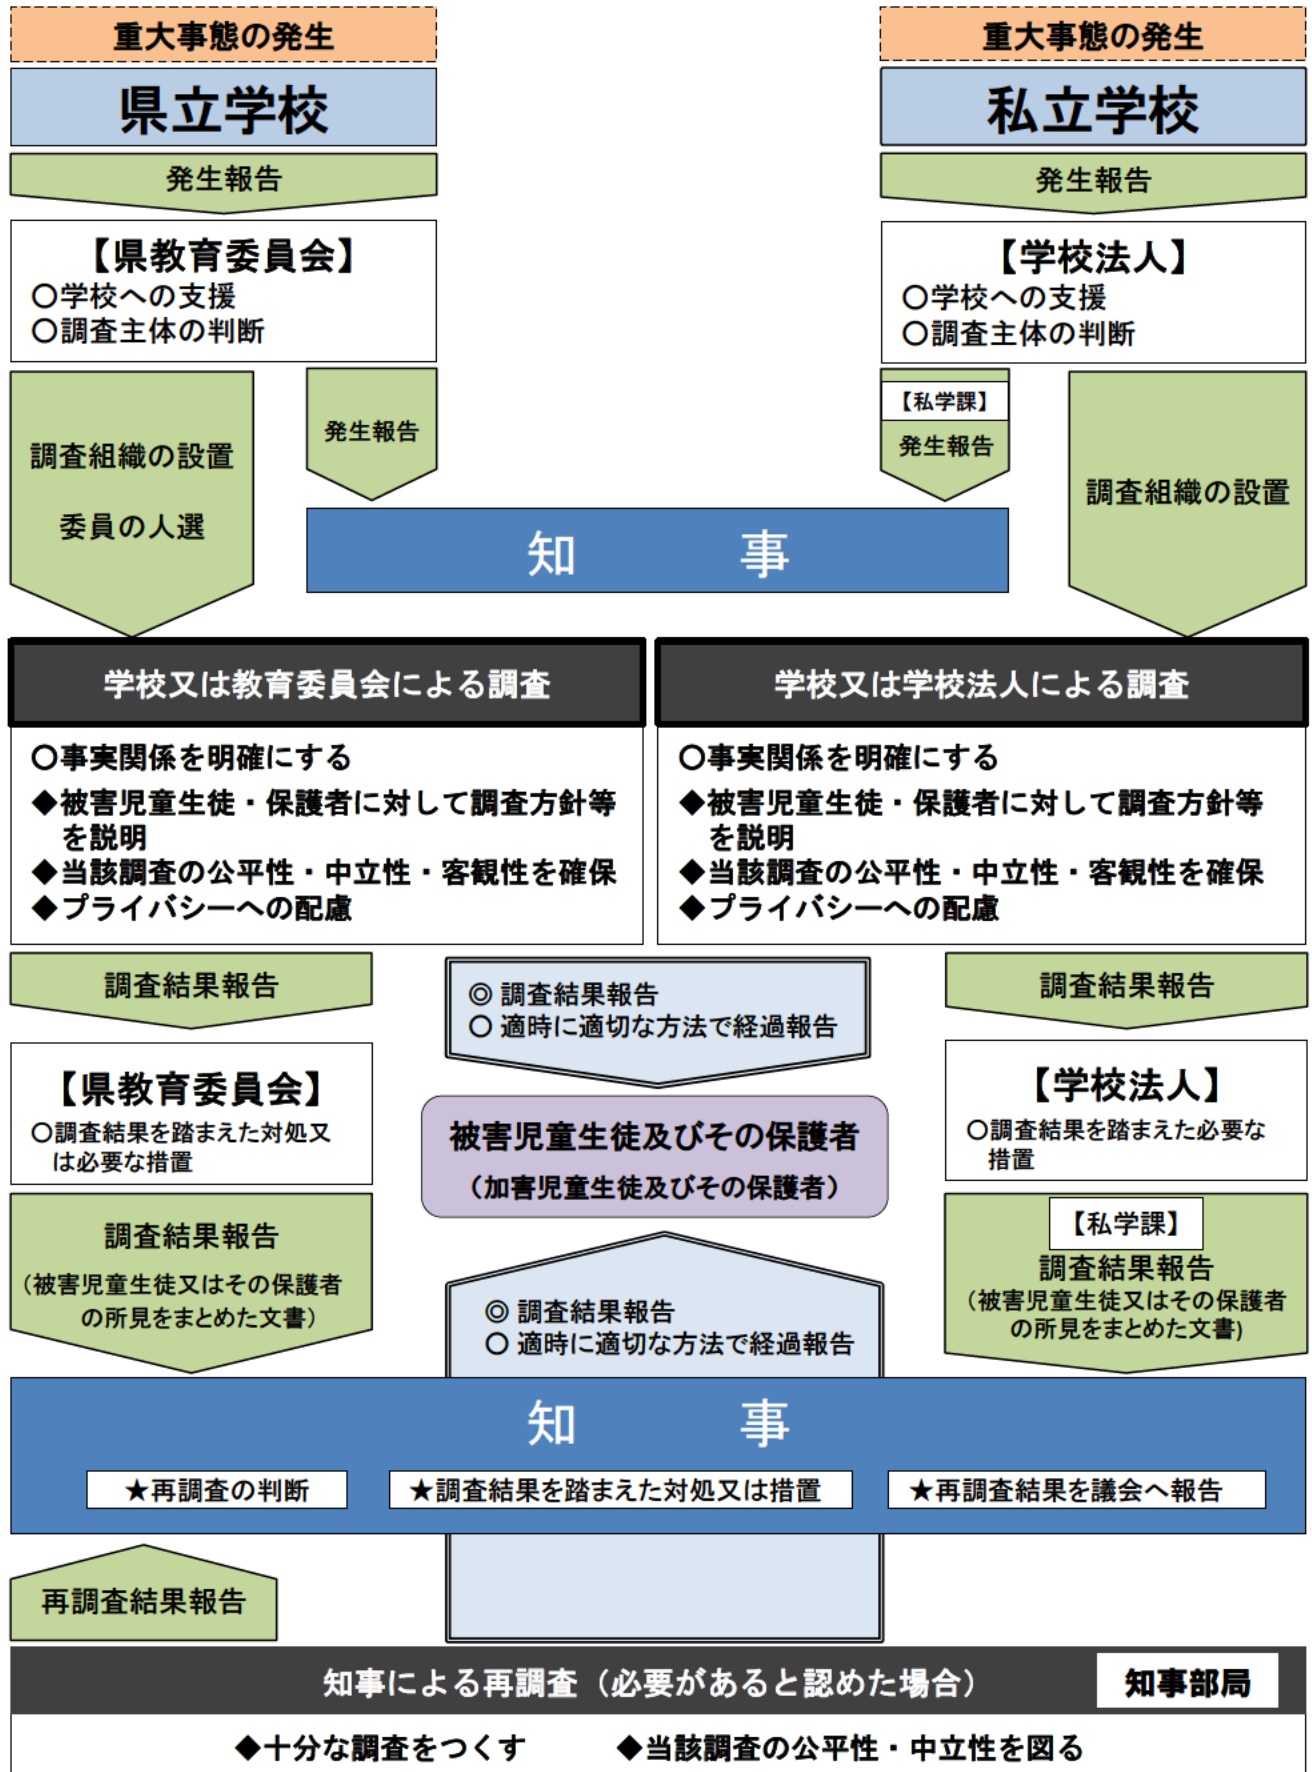 重大事態の発生
県立学校
発生報告
【県教育委員会】
〇学校への支援
〇調査主体の判断
調査組織の設置
委員の人選
発生報告
重大事態の発生
私立学校
発生報告
【学校法人】
〇学校への支援
〇調査主体の判断
【私学課】
発生報告
調査組織の設置
知 事
学校又は教育委員会による調査
〇事実関係を明確にする
◆被害児童生徒・保護者に対して調査方針等
を説明
◆当該調査の公平性・中立性・客観性を確保
◆プライバシーへの配慮
学校又は学校法人による調査
〇事実関係を明確にする
◆被害児童生徒・保護者に対して調査方針等
を説明
◆当該調査の公平性・中立性・客観性を確保
◆プライバシーへの配慮
調査結果報告
【県教育委員会】
〇調査結果を踏まえた対処又
は必要な措置
調査結果報告
（被害児童生徒又はその保護者
の所見をまとめた文書）
◎ 調査結果報告
〇 適時に適切な方法で経過報告
被害児童生徒及びその保護者
（加害児童生徒及びその保護者）
◎ 調査結果報告
〇 適時に適切な方法で経過報告
調査結果報告
【学校法人】
〇調査結果を踏まえた必要な
措置
【私学課】
調査結果報告
（被害児童生徒又はその保護者
の所見をまとめた文書)
知 事
★再調査の判断
★調査結果を踏まえた対処又は措置
★再調査結果を議会へ報告
再調査結果報告
知事による再調査（必要があると認めた場合）
知事部局
◆十分な調査をつくす
◆当該調査の公平性・中立性を図る